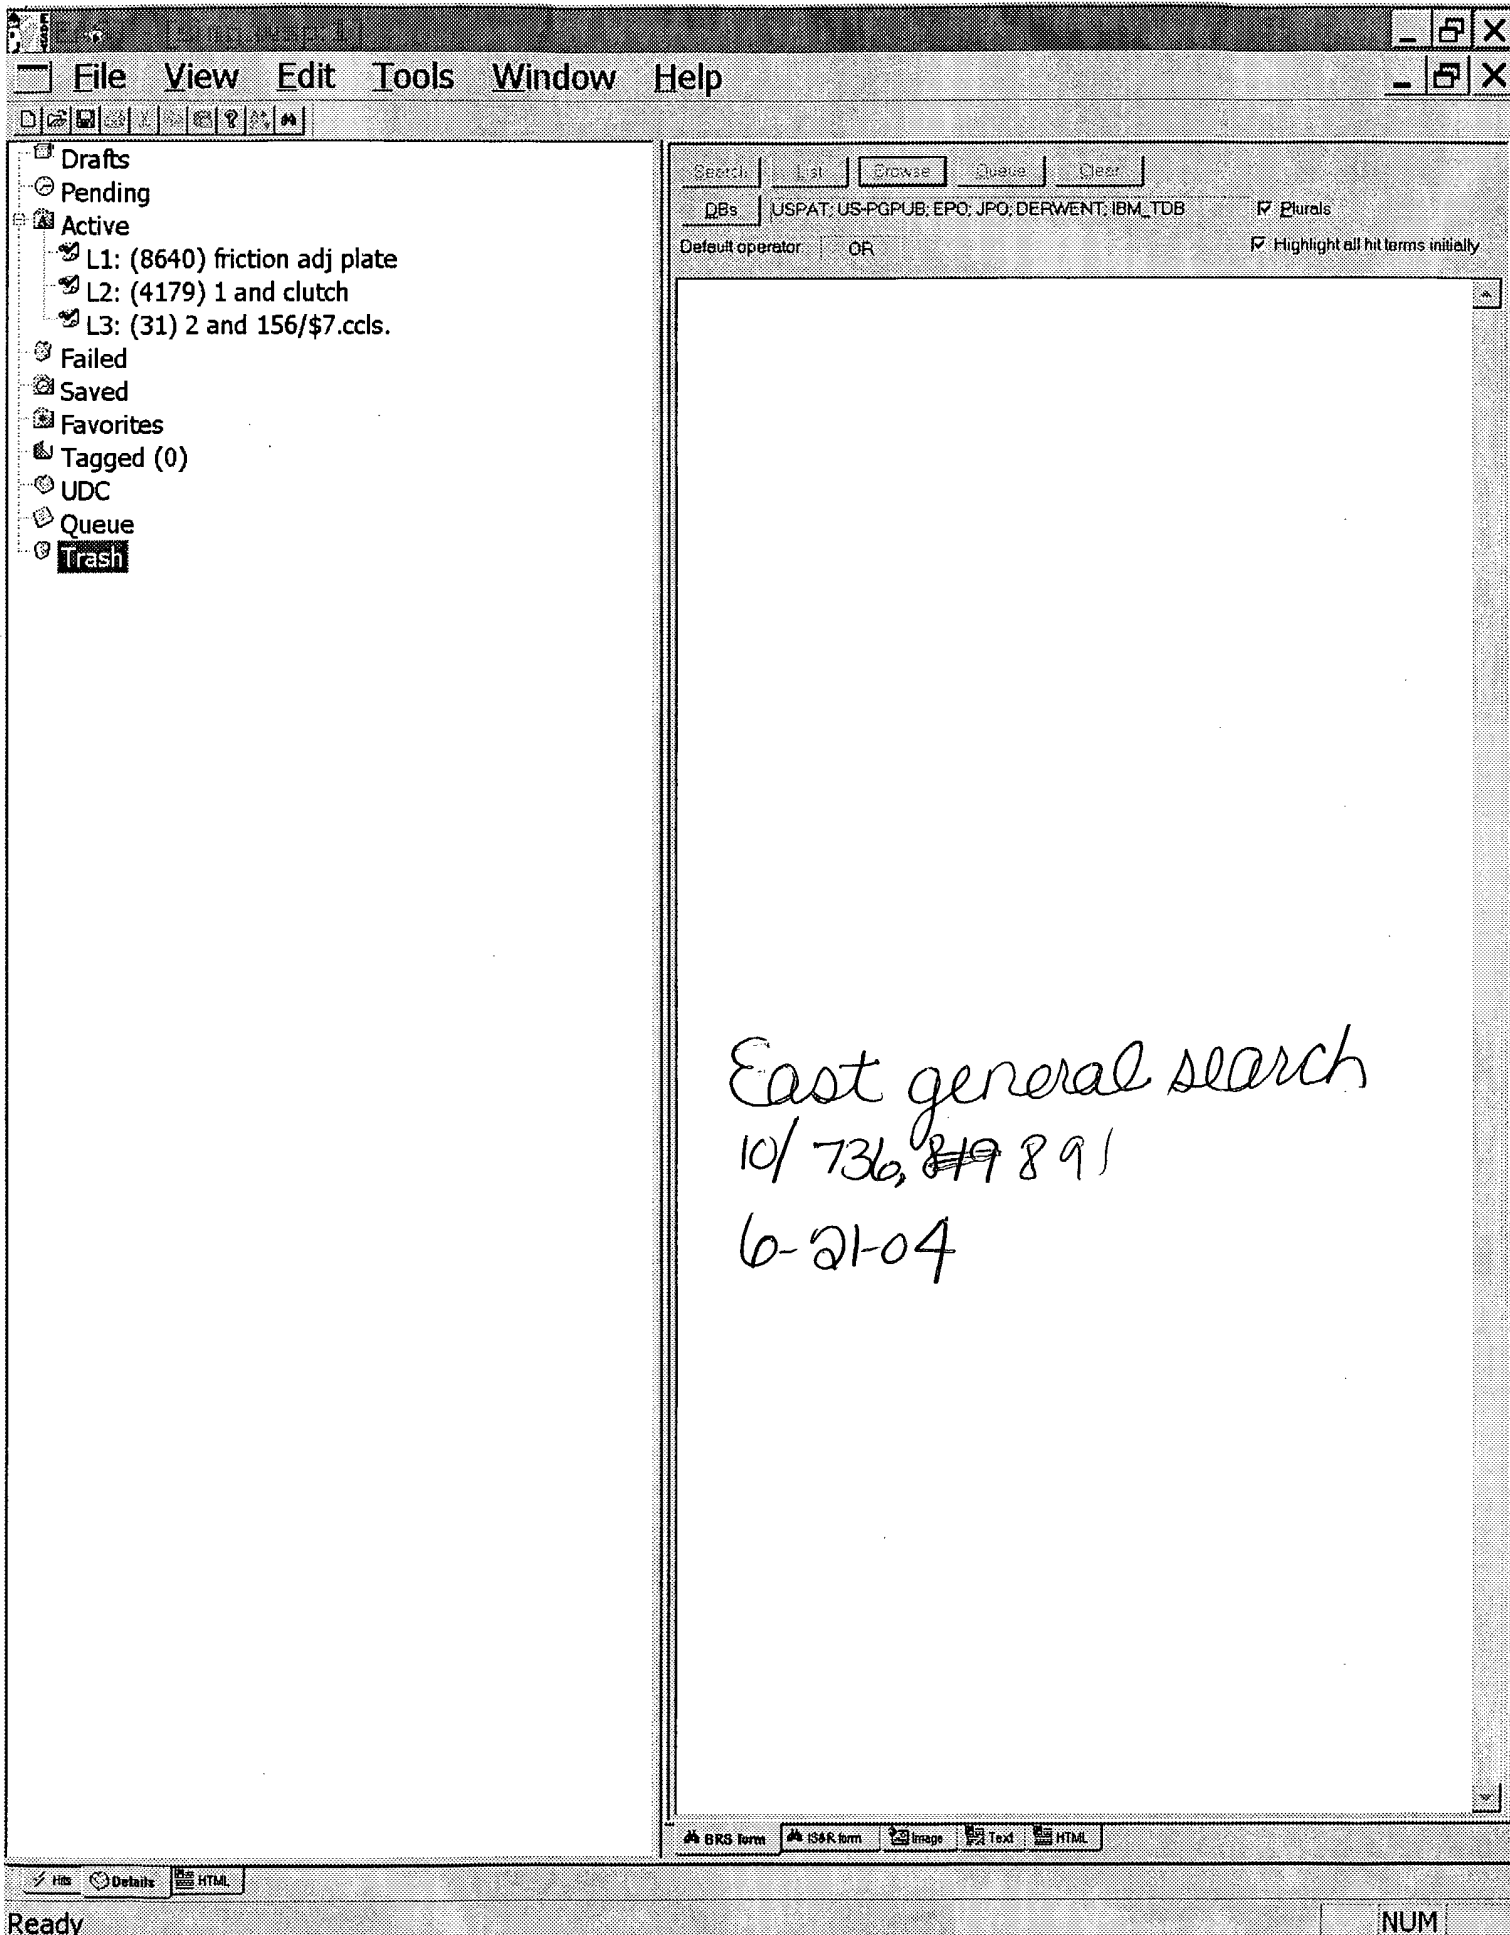 File View Edit Tools Window Help
Drafts
Pending
Active
L1: (8640) friction adj plate
L2: (4179) 1 and clutch
L3: (31) 2 and 156/$7.ccls.
Failed
Saved
Favorites
Tagged (0)
UDC
Queue
Trash
Search List Browse Queue Clear
DBs USPAT; US-PGPUB; EPO; JPO; DERWENT; IBM_TDB Plurals
Default operator OR Highlight all hit terms initially
East general search
10/736,819 891
6-21-04
BRS form IS&R form Image Text HTML
Hits Details HTML
Ready NUM